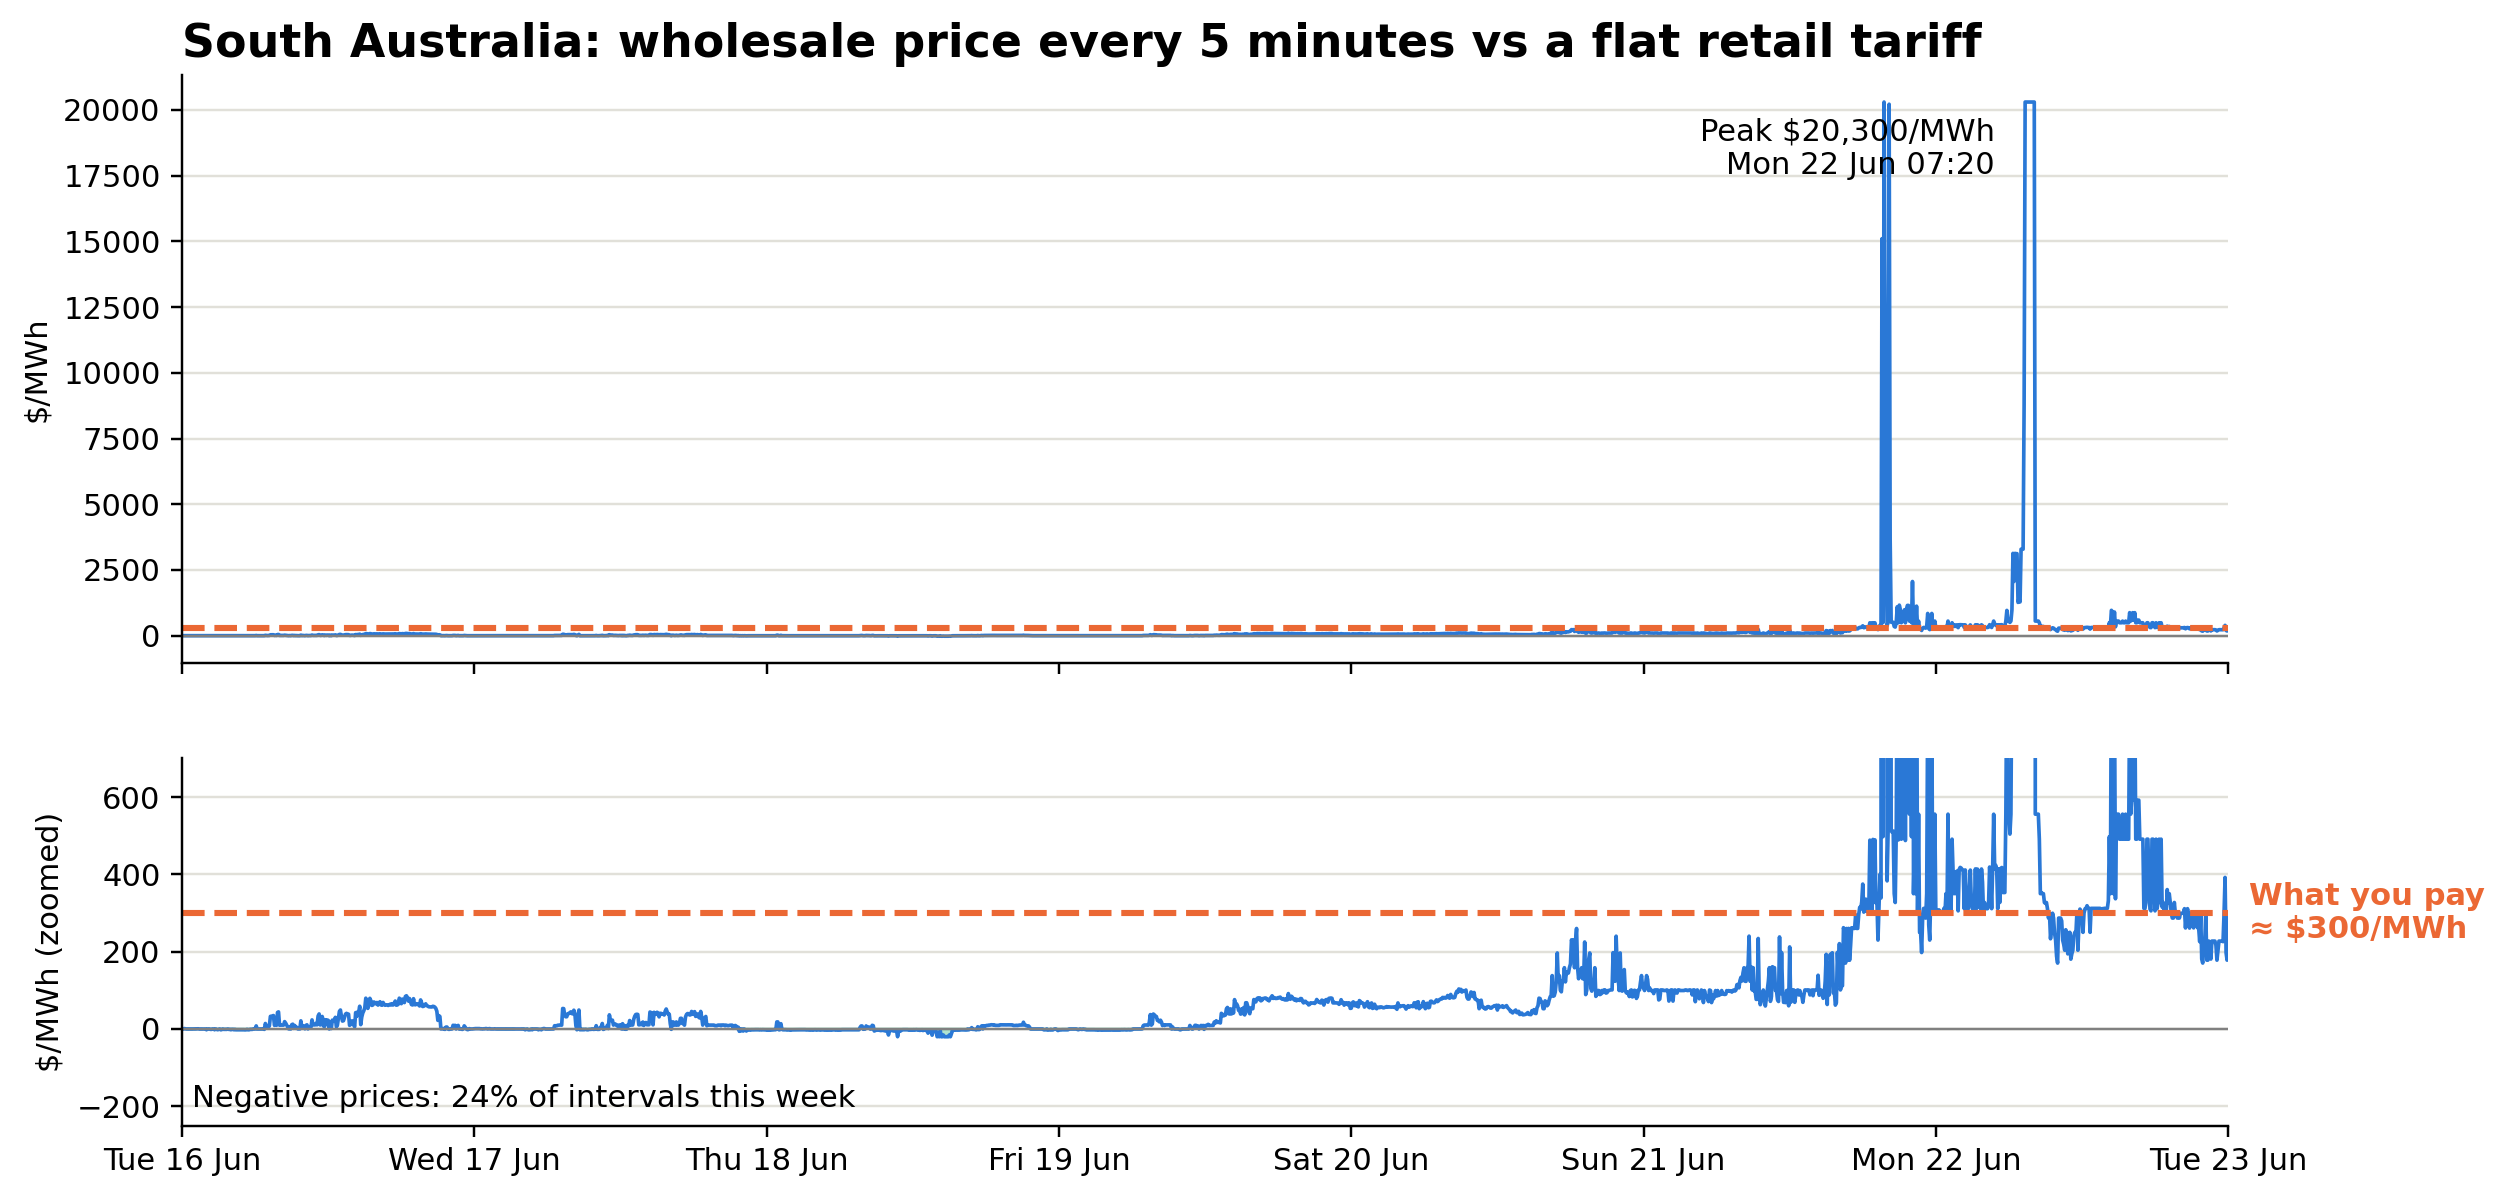 South Australia: wholesale price every 5 minutes vs a flat retail tariff
$/MWh
20000
17500
15000
12500
10000
7500
5000
2500
0
Peak $20,300/MWh
Mon 22 Jun 07:20
$/MWh (zoomed)
600
400
200
0
−200
What you pay
≈ $300/MWh
Negative prices: 24% of intervals this week
Tue 16 Jun
Wed 17 Jun
Thu 18 Jun
Fri 19 Jun
Sat 20 Jun
Sun 21 Jun
Mon 22 Jun
Tue 23 Jun